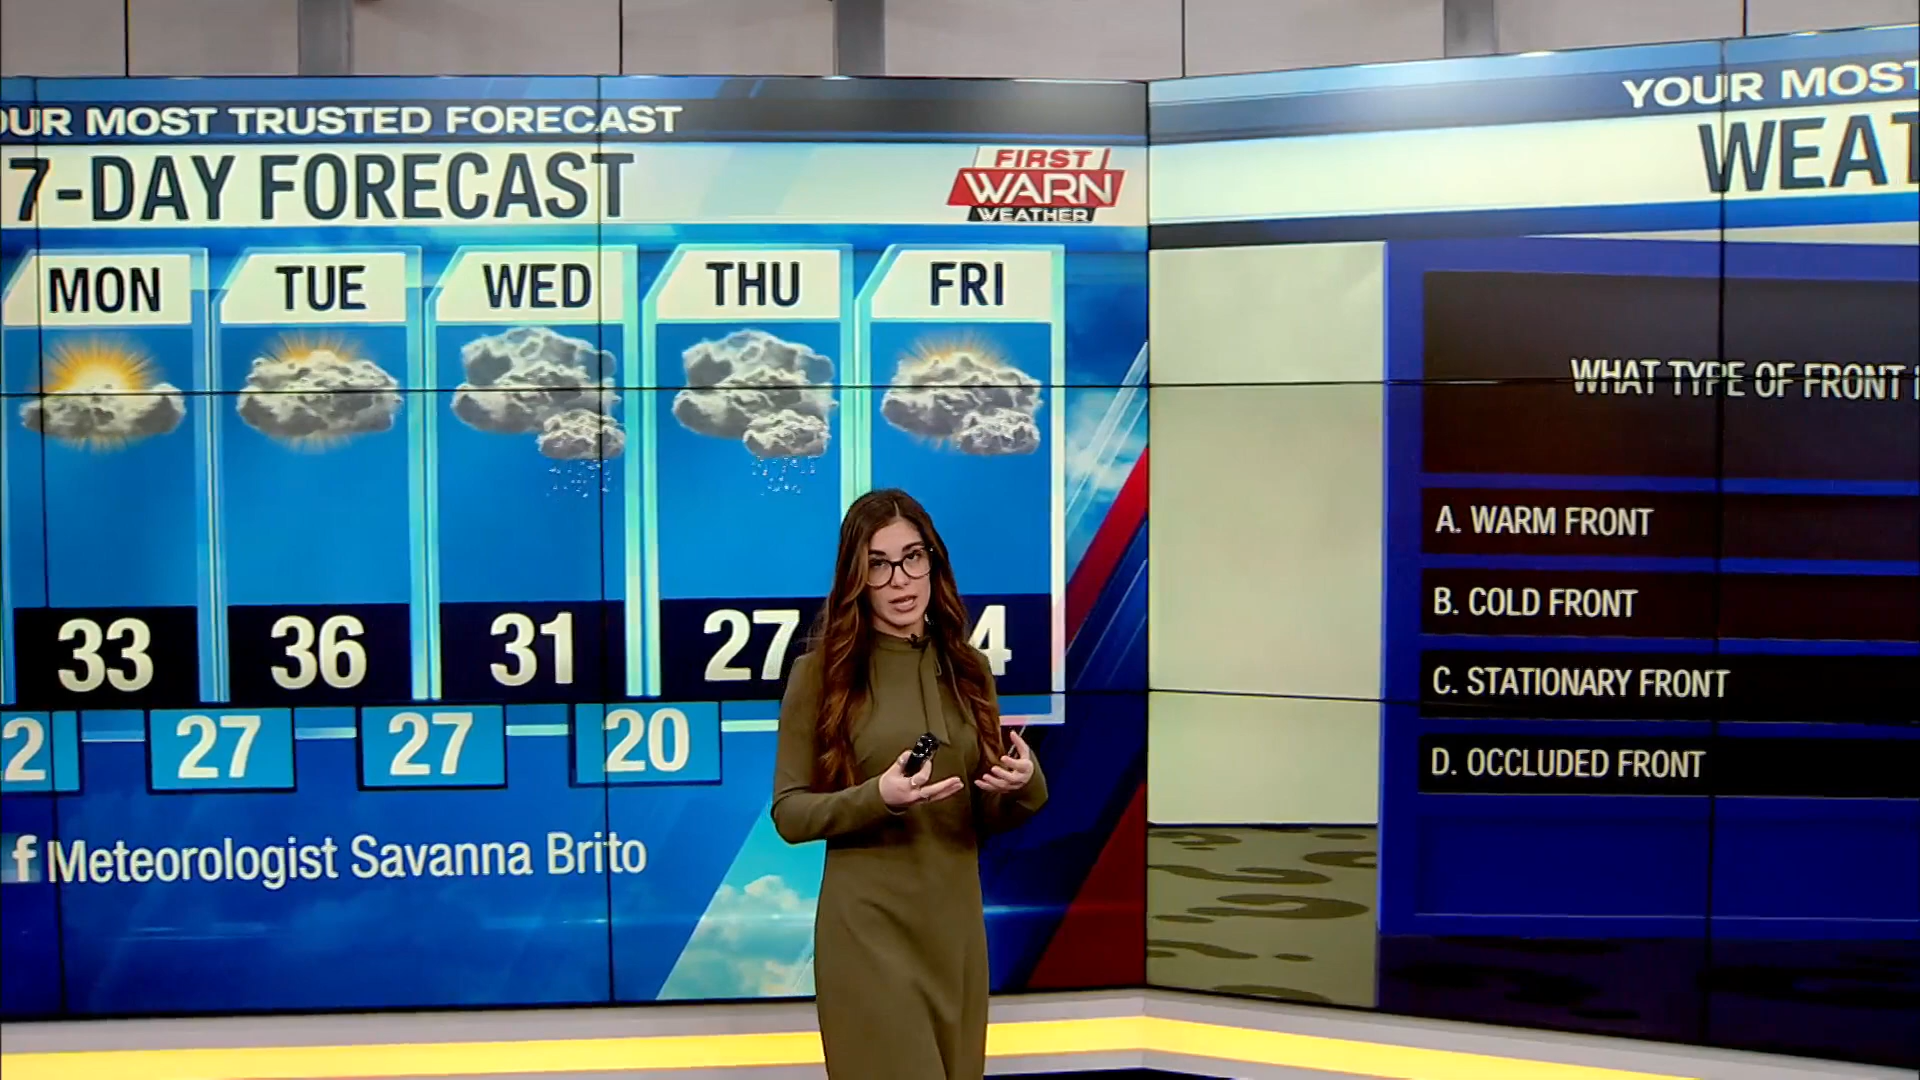 OUR MOST TRUSTED FORECAST
7-DAY FORECAST
FIRST
WARN
WEATHER
MON TUE WED THU FRI
33 36 31 27 4
2 27 27 20
f Meteorologist Savanna Brito
YOUR MOST
WEAT
WHAT TYPE OF FRONT
A. WARM FRONT
B. COLD FRONT
C. STATIONARY FRONT
D. OCCLUDED FRONT